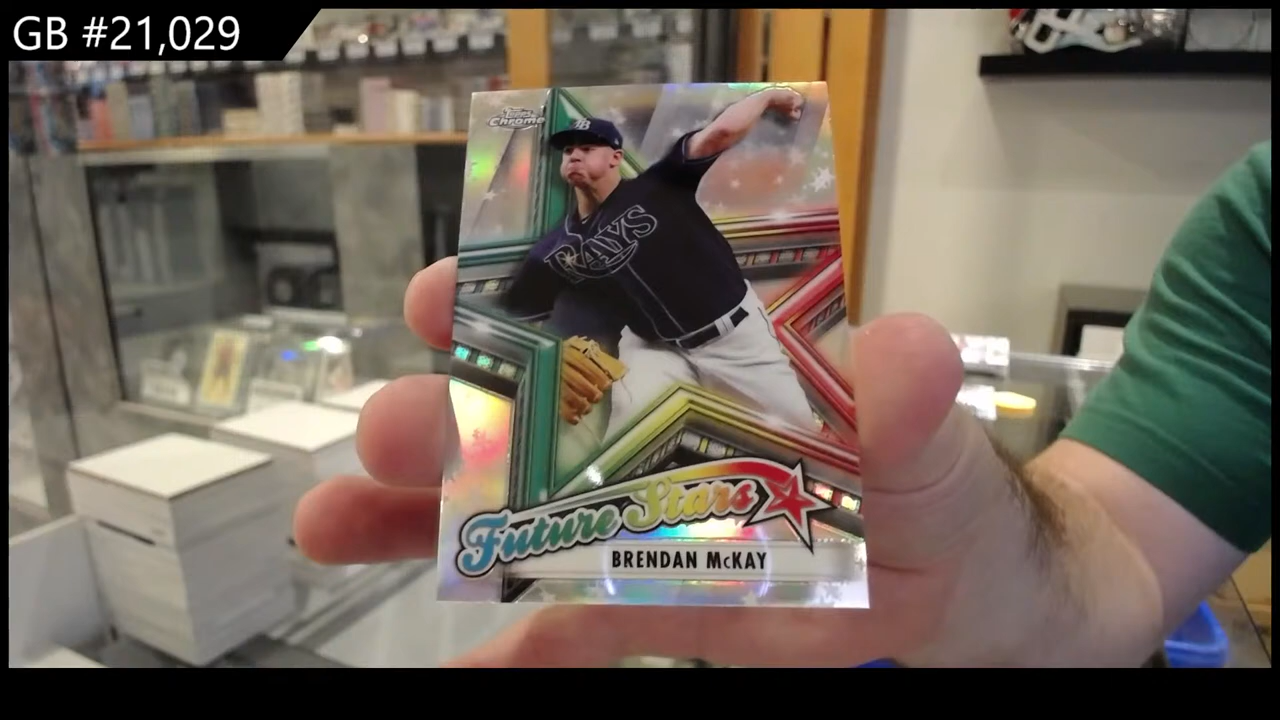 GB #21,029
Topps
Chrome
TB
RAYS
Future Stars
BRENDAN McKAY